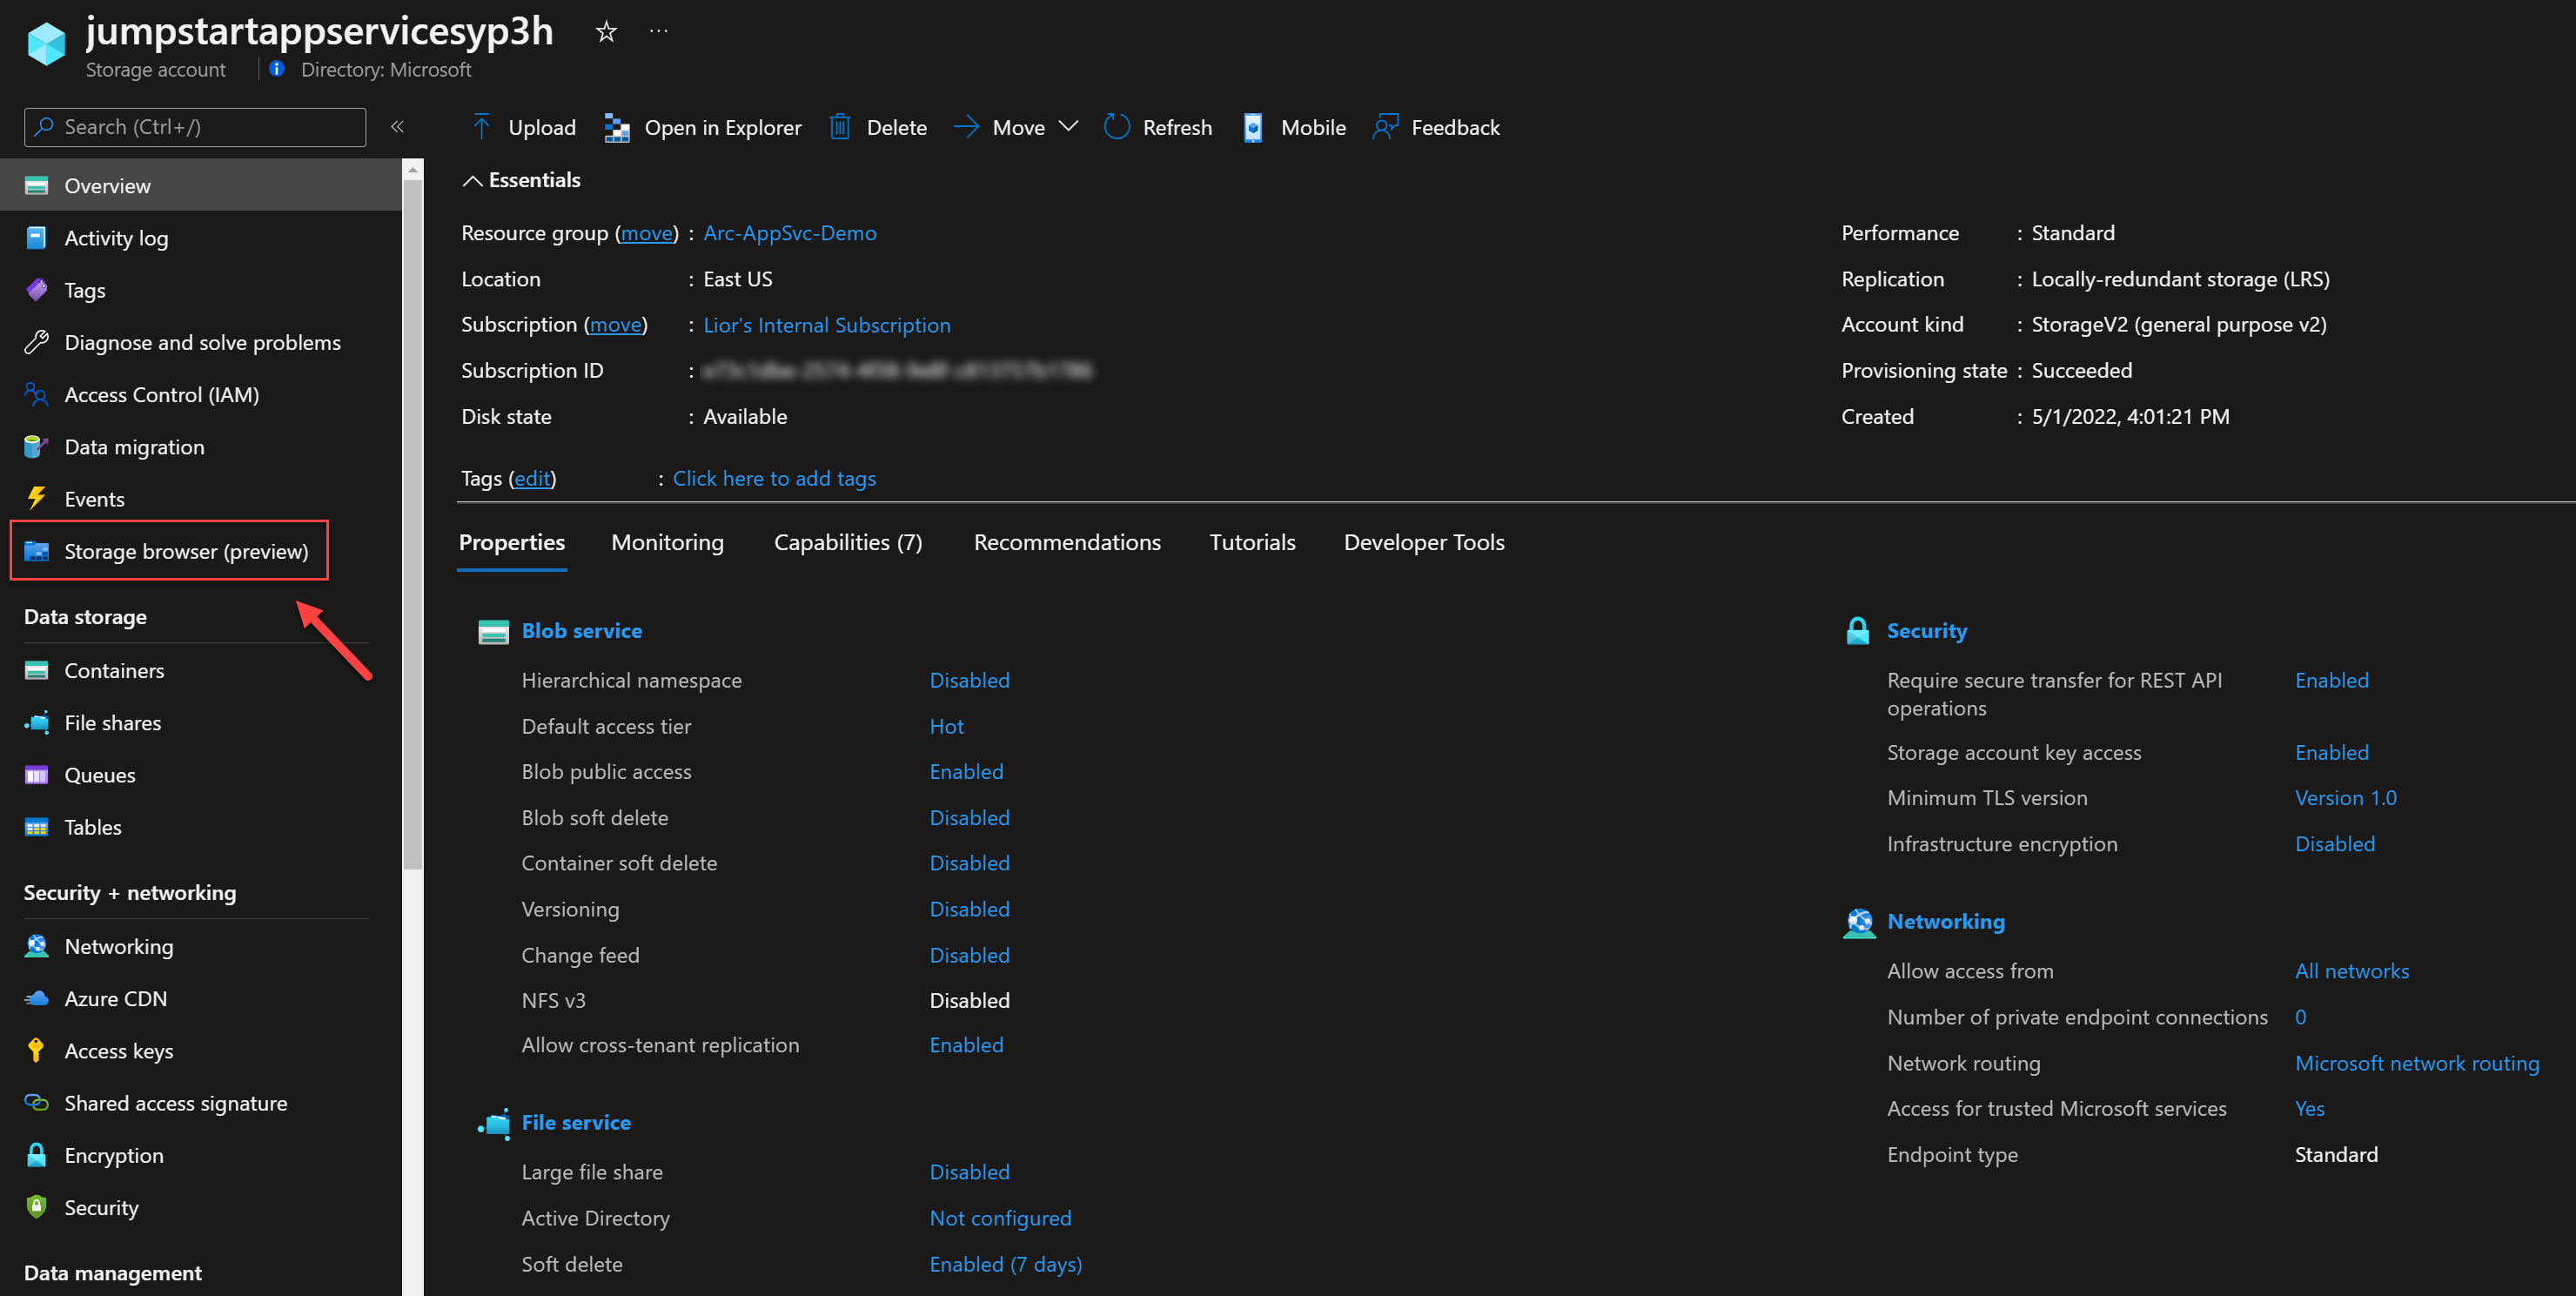 jumpstartappservicesyp3h
Storage account
Directory: Microsoft
Search (Ctrl+/)
Upload
Open in Explorer
Delete
Move
Refresh
Mobile
Feedback
Overview
Activity log
Tags
Diagnose and solve problems
Access Control (IAM)
Data migration
Events
Storage browser (preview)
Data storage
Containers
File shares
Queues
Tables
Security + networking
Networking
Azure CDN
Access keys
Shared access signature
Encryption
Security
Data management
Essentials
Resource group (move) : Arc-AppSvc-Demo
Location : East US
Subscription (move) : Lior's Internal Subscription
Subscription ID :
Disk state : Available
Tags (edit) : Click here to add tags
Performance : Standard
Replication : Locally-redundant storage (LRS)
Account kind : StorageV2 (general purpose v2)
Provisioning state : Succeeded
Created : 5/1/2022, 4:01:21 PM
Properties
Monitoring
Capabilities (7)
Recommendations
Tutorials
Developer Tools
Blob service
Hierarchical namespace Disabled
Default access tier Hot
Blob public access Enabled
Blob soft delete Disabled
Container soft delete Disabled
Versioning Disabled
Change feed Disabled
NFS v3 Disabled
Allow cross-tenant replication Enabled
File service
Large file share Disabled
Active Directory Not configured
Soft delete Enabled (7 days)
Security
Require secure transfer for REST API Enabled
operations
Storage account key access Enabled
Minimum TLS version Version 1.0
Infrastructure encryption Disabled
Networking
Allow access from All networks
Number of private endpoint connections 0
Network routing Microsoft network routing
Access for trusted Microsoft services Yes
Endpoint type Standard